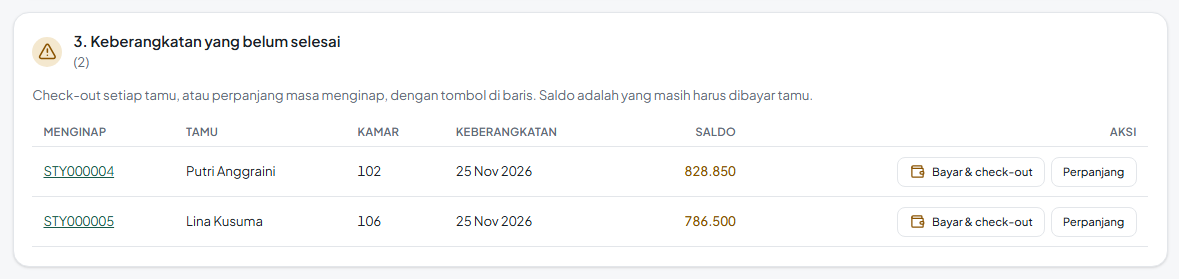 3. Keberangkatan yang belum selesai
(2)
Check-out setiap tamu, atau perpanjang masa menginap, dengan tombol di baris. Saldo adalah yang masih harus dibayar tamu.
MENGINAP TAMU KAMAR KEBERANGKATAN SALDO AKSI
STY000004 Putri Anggraini 102 25 Nov 2026 828.850 Bayar & check-out Perpanjang
STY000005 Lina Kusuma 106 25 Nov 2026 786.500 Bayar & check-out Perpanjang